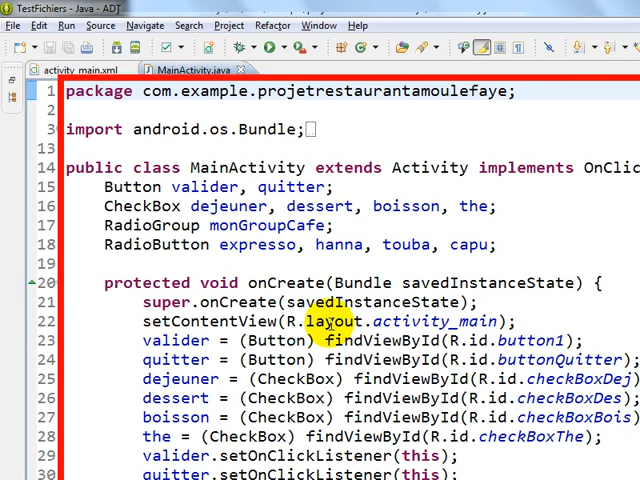 TestFichiers - Java - ADT
File Edit Run Source Navigate Search Project Refactor Window Help
activity_main.xml MainActivity.java
1 package com.example.projetrestaurantamoulefaye;
2
3 import android.os.Bundle;
13
14 public class MainActivity extends Activity implements OnClic
15 Button valider, quitter;
16 CheckBox dejeuner, dessert, boisson, the;
17 RadioGroup monGroupCafe;
18 RadioButton expresso, hanna, touba, capu;
19
20 protected void onCreate(Bundle savedInstanceState) {
21 super.onCreate(savedInstanceState);
22 setContentView(R.layout.activity_main);
23 valider = (Button) findViewById(R.id.button1);
24 quitter = (Button) findViewById(R.id.buttonQuitter);
25 dejeuner = (CheckBox) findViewById(R.id.checkBoxDej)
26 dessert = (CheckBox) findViewById(R.id.checkBoxDes)
27 boisson = (CheckBox) findViewById(R.id.checkBoxBois)
28 the = (CheckBox) findViewById(R.id.checkBoxThe);
29 valider.setOnClickListener(this);
30 quitter.setOnClickListener(this);